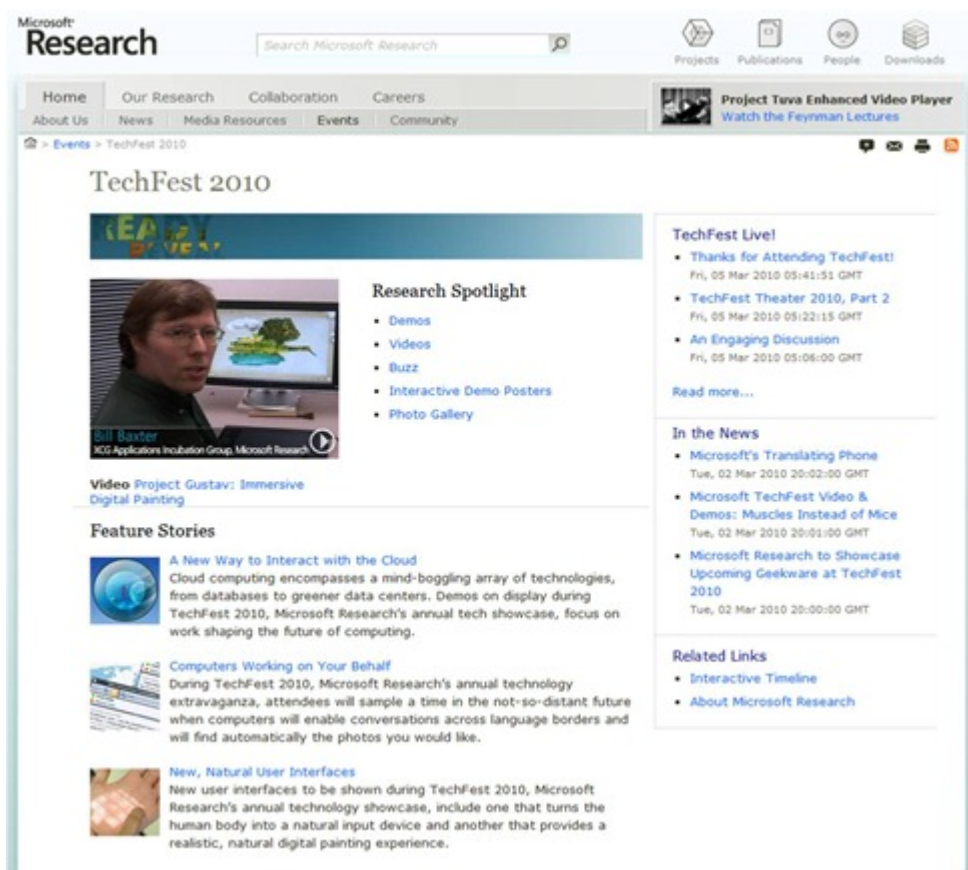 Microsoft
Research
Search Microsoft Research
Projects
Publications
People
Downloads
Home
Our Research
Collaboration
Careers
About Us
News
Media Resources
Events
Community
Project Tuva Enhanced Video Player
Watch the Feynman Lectures
> Events > TechFest 2010
TechFest 2010
READY
Bill Baxter
XCG Applications Incubation Group, Microsoft Research
Video Project Gustav: Immersive
Digital Painting
Research Spotlight
• Demos
• Videos
• Buzz
• Interactive Demo Posters
• Photo Gallery
Feature Stories
A New Way to Interact with the Cloud
Cloud computing encompasses a mind-boggling array of technologies,
from databases to greener data centers. Demos on display during
TechFest 2010, Microsoft Research's annual tech showcase, focus on
work shaping the future of computing.
Computers Working on Your Behalf
During TechFest 2010, Microsoft Research's annual technology
extravaganza, attendees will sample a time in the not-so-distant future
when computers will enable conversations across language borders and
will find automatically the photos you would like.
New, Natural User Interfaces
New user interfaces to be shown during TechFest 2010, Microsoft
Research's annual technology showcase, include one that turns the
human body into a natural input device and another that provides a
realistic, natural digital painting experience.
TechFest Live!
• Thanks for Attending TechFest!
Fri, 05 Mar 2010 05:41:51 GMT
• TechFest Theater 2010, Part 2
Fri, 05 Mar 2010 05:22:15 GMT
• An Engaging Discussion
Fri, 05 Mar 2010 05:06:00 GMT
Read more...
In the News
• Microsoft's Translating Phone
Tue, 02 Mar 2010 20:02:00 GMT
• Microsoft TechFest Video &
Demos: Muscles Instead of Mice
Tue, 02 Mar 2010 20:01:00 GMT
• Microsoft Research to Showcase
Upcoming Geekware at TechFest
2010
Tue, 02 Mar 2010 20:00:00 GMT
Related Links
• Interactive Timeline
• About Microsoft Research